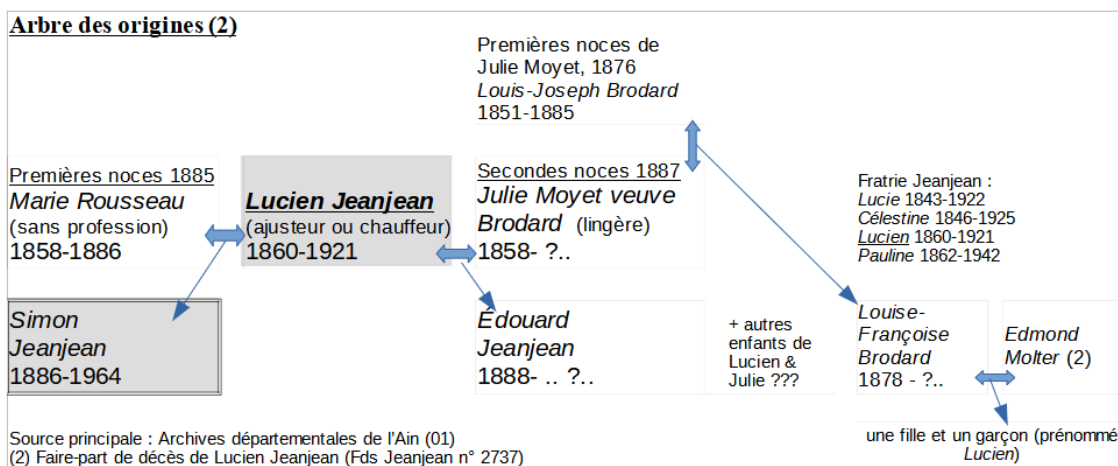 Arbre des origines (2)
Premières noces de
Julie Moyet, 1876
Louis-Joseph Brodard
1851-1885
Premières noces 1885
Marie Rousseau
(sans profession)
1858-1886
Lucien Jeanjean
(ajusteur ou chauffeur)
1860-1921
Secondes noces 1887
Julie Moyet veuve
Brodard (lingère)
1858- ?..
Fratrie Jeanjean :
Lucie 1843-1922
Célestine 1846-1925
Lucien 1860-1921
Pauline 1862-1942
Simon
Jeanjean
1886-1964
Édouard
Jeanjean
1888- .. ?..
+ autres
enfants de
Lucien &
Julie ???
Louise-
Françoise
Brodard
1878 - ?..
Edmond
Molter (2)
une fille et un garçon (prénommé
Lucien)
Source principale : Archives départementales de l'Ain (01)
(2) Faire-part de décès de Lucien Jeanjean (Fds Jeanjean n° 2737)